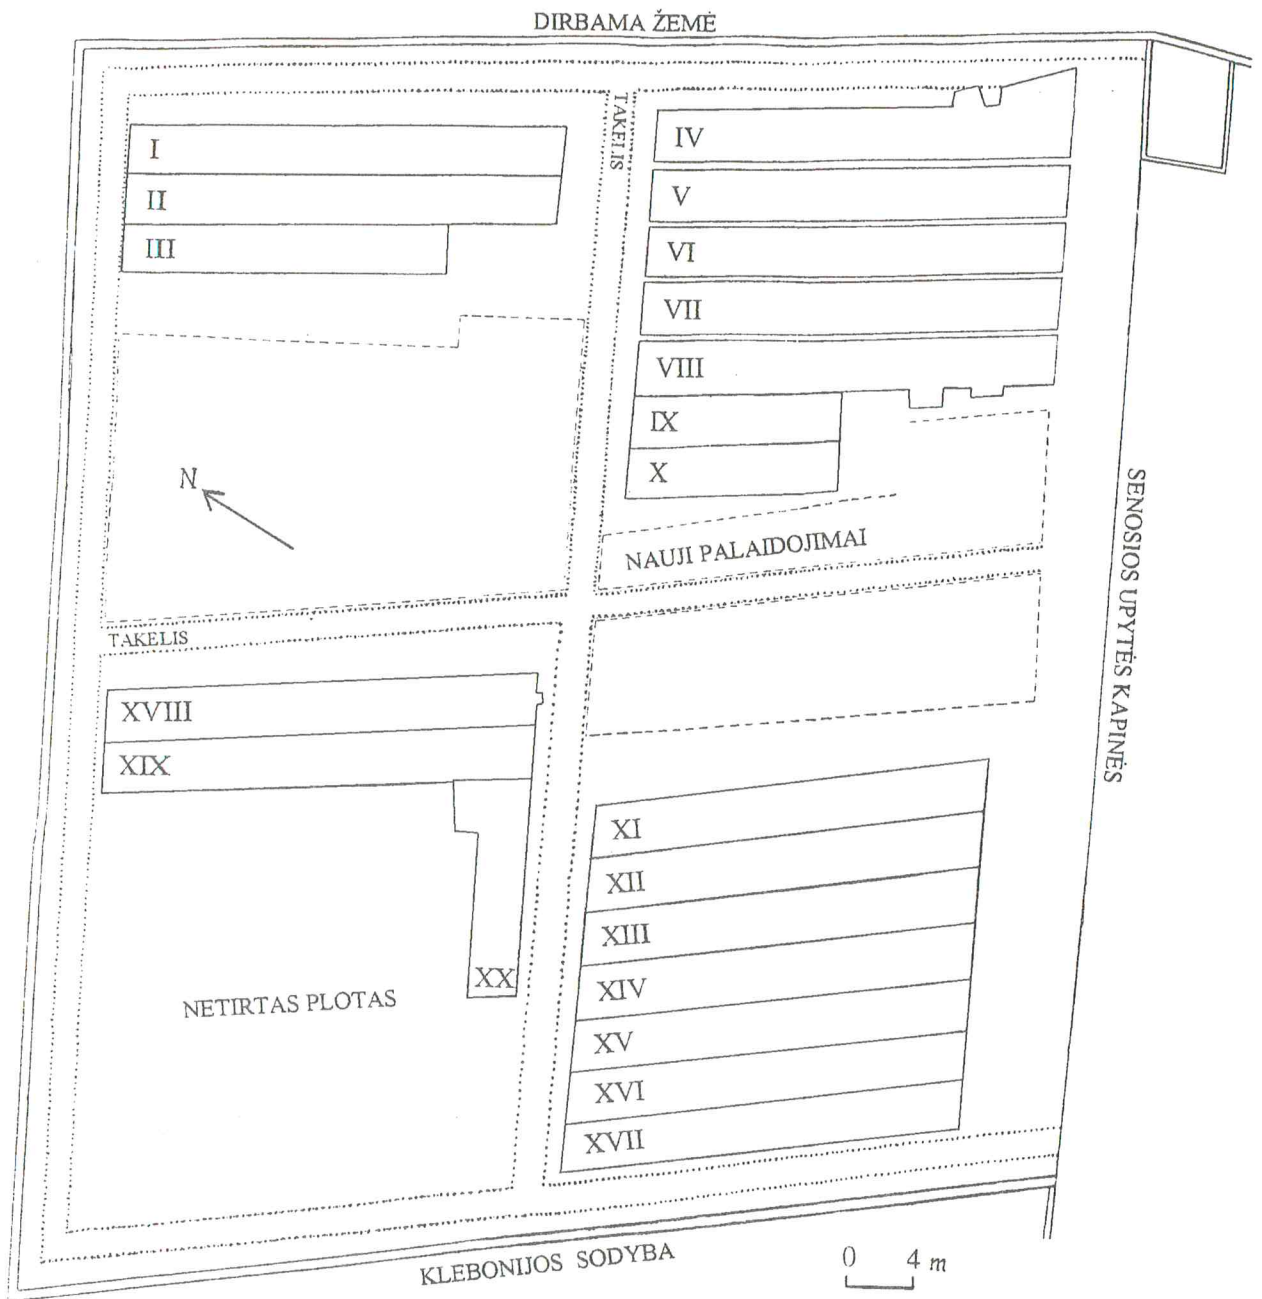 DIRBAMA ŽEMĖ
TAKELIS
I
II
III
IV
V
VI
VII
VIII
IX
X
N
NAUJI PALAIDOJIMAI
SENOSIOS UPYTĖS KAPINĖS
TAKELIS
XVIII
XIX
XX
NETIRTAS PLOTAS
XI
XII
XIII
XIV
XV
XVI
XVII
KLEBONIJOS SODYBA
0 4 m